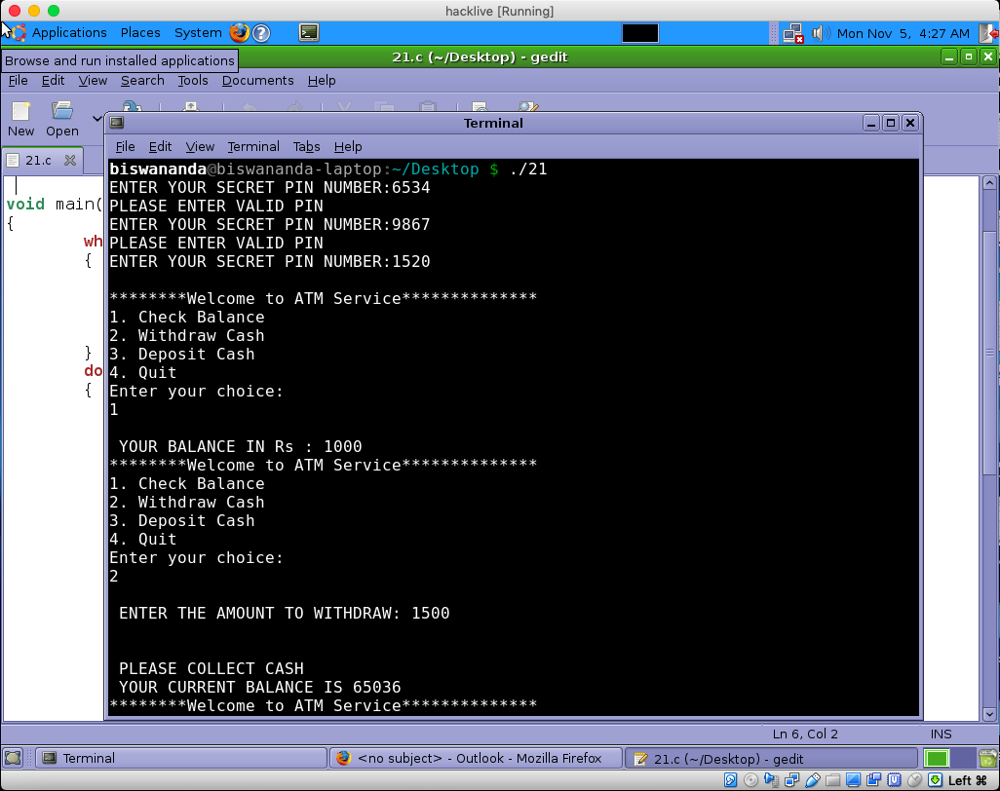 hacklive [Running]
Applications Places System Mon Nov 5, 4:27 AM
Browse and run installed applications
21.c (~/Desktop) - gedit
File Edit View Search Tools Documents Help
New Open
21.c
void main(
{
wh
{
}
do
{
Terminal
File Edit View Terminal Tabs Help
biswananda@biswananda-laptop:~/Desktop $ ./21
ENTER YOUR SECRET PIN NUMBER:6534
PLEASE ENTER VALID PIN
ENTER YOUR SECRET PIN NUMBER:9867
PLEASE ENTER VALID PIN
ENTER YOUR SECRET PIN NUMBER:1520
********Welcome to ATM Service**************
1. Check Balance
2. Withdraw Cash
3. Deposit Cash
4. Quit
Enter your choice:
1
YOUR BALANCE IN Rs : 1000
********Welcome to ATM Service**************
1. Check Balance
2. Withdraw Cash
3. Deposit Cash
4. Quit
Enter your choice:
2
ENTER THE AMOUNT TO WITHDRAW: 1500
PLEASE COLLECT CASH
YOUR CURRENT BALANCE IS 65036
********Welcome to ATM Service**************
Ln 6, Col 2 INS
Terminal <no subject> - Outlook - Mozilla Firefox 21.c (~/Desktop) - gedit
Left ⌘